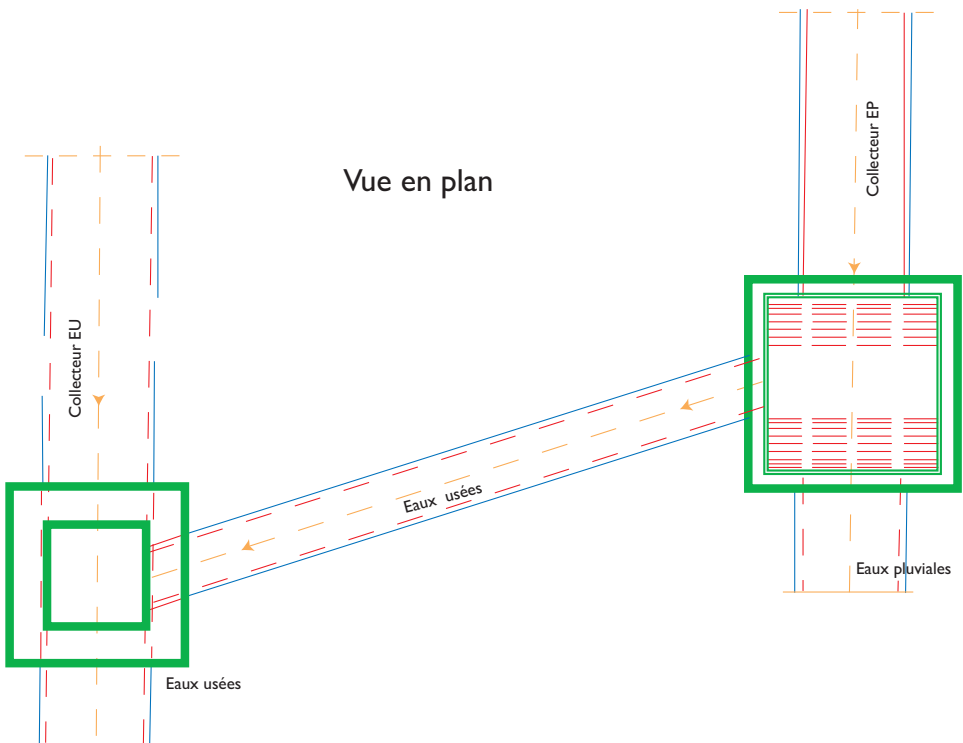 Collecteur EP
Vue en plan
Collecteur EU
Eaux usées
Eaux pluviales
Eaux usées